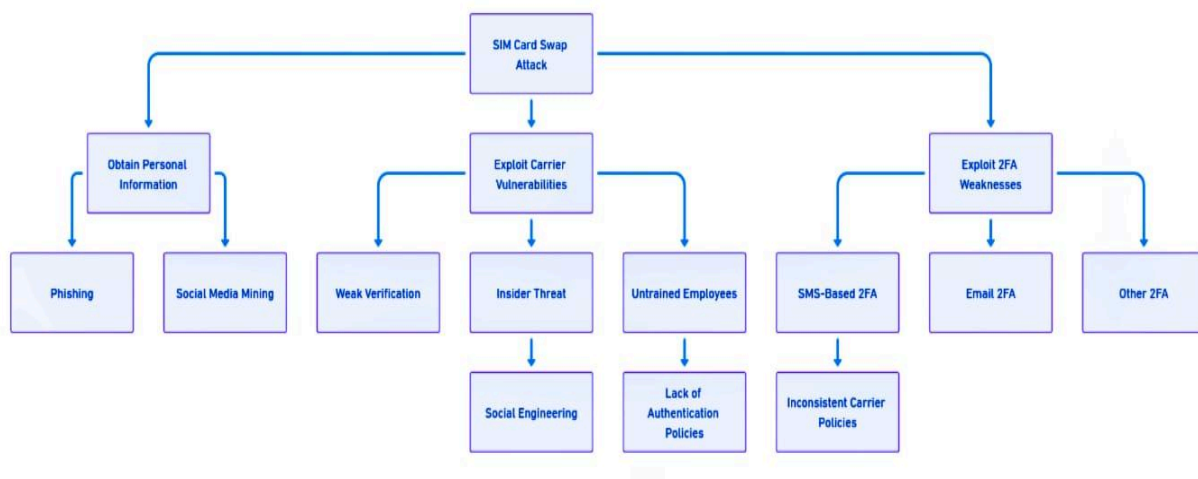 SIM Card Swap
Attack
Obtain Personal
Information
Exploit Carrier
Vulnerabilities
Exploit 2FA
Weaknesses
Phishing
Social Media Mining
Weak Verification
Insider Threat
Untrained Employees
SMS-Based 2FA
Email 2FA
Other 2FA
Social Engineering
Lack of
Authentication
Policies
Inconsistent Carrier
Policies